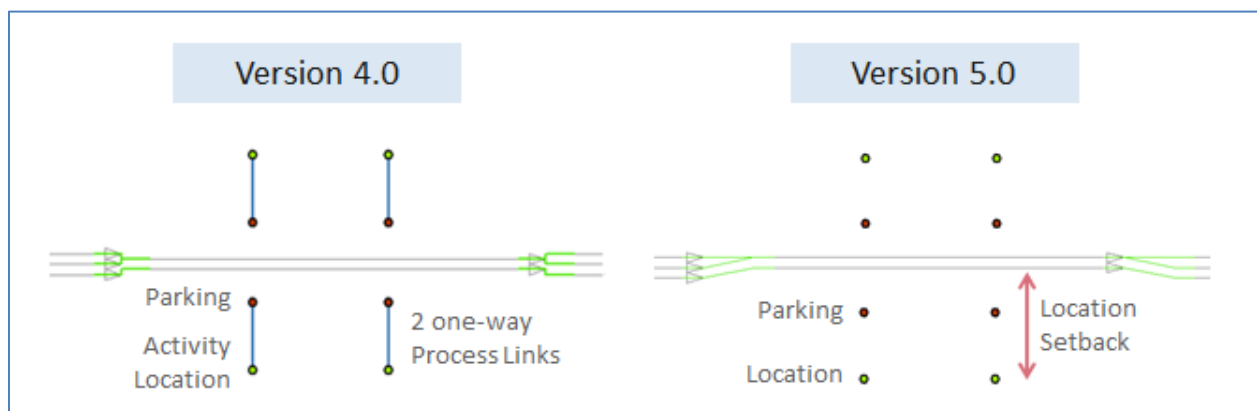 Version 4.0
Version 5.0
Parking
Activity
Location
2 one-way
Process Links
Parking
Location
Location
Setback